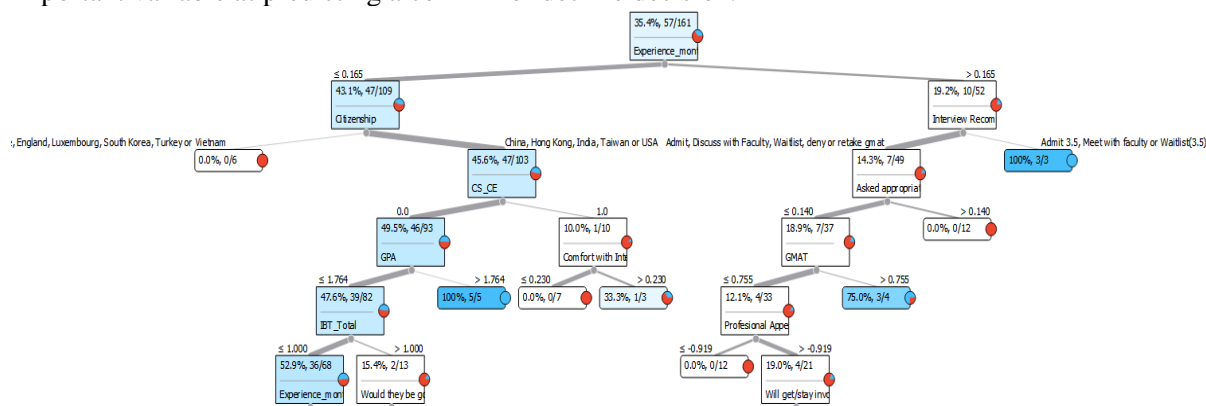 35.4%, 57/161
Experience_mon
≤ 0.165
> 0.165
43.1%, 47/109
Citizenship
19.2%, 10/52
Interview Recom
, England, Luxembourg, South Korea, Turkey or Vietnam
China, Hong Kong, India, Taiwan or USA
Admit, Discuss with Faculty, Waitlist, deny or retake gmat
Admit 3.5, Meet with faculty or Waitlist(3.5)
0.0%, 0/6
45.6%, 47/103
CS_CE
14.3%, 7/49
Asked appropriat
100%, 3/3
0.0
1.0
≤ 0.140
> 0.140
49.5%, 46/93
GPA
10.0%, 1/10
Comfort with Inte
18.9%, 7/37
GMAT
0.0%, 0/12
≤ 1.764
> 1.764
≤ 0.230
> 0.230
≤ 0.755
> 0.755
47.6%, 39/82
IBT_Total
100%, 5/5
0.0%, 0/7
33.3%, 1/3
12.1%, 4/33
Profesional Appe
75.0%, 3/4
≤ 1.000
> 1.000
≤ -0.919
> -0.919
52.9%, 36/68
Experience_mon
15.4%, 2/13
Would they be go
0.0%, 0/12
19.0%, 4/21
Will get/stay invo